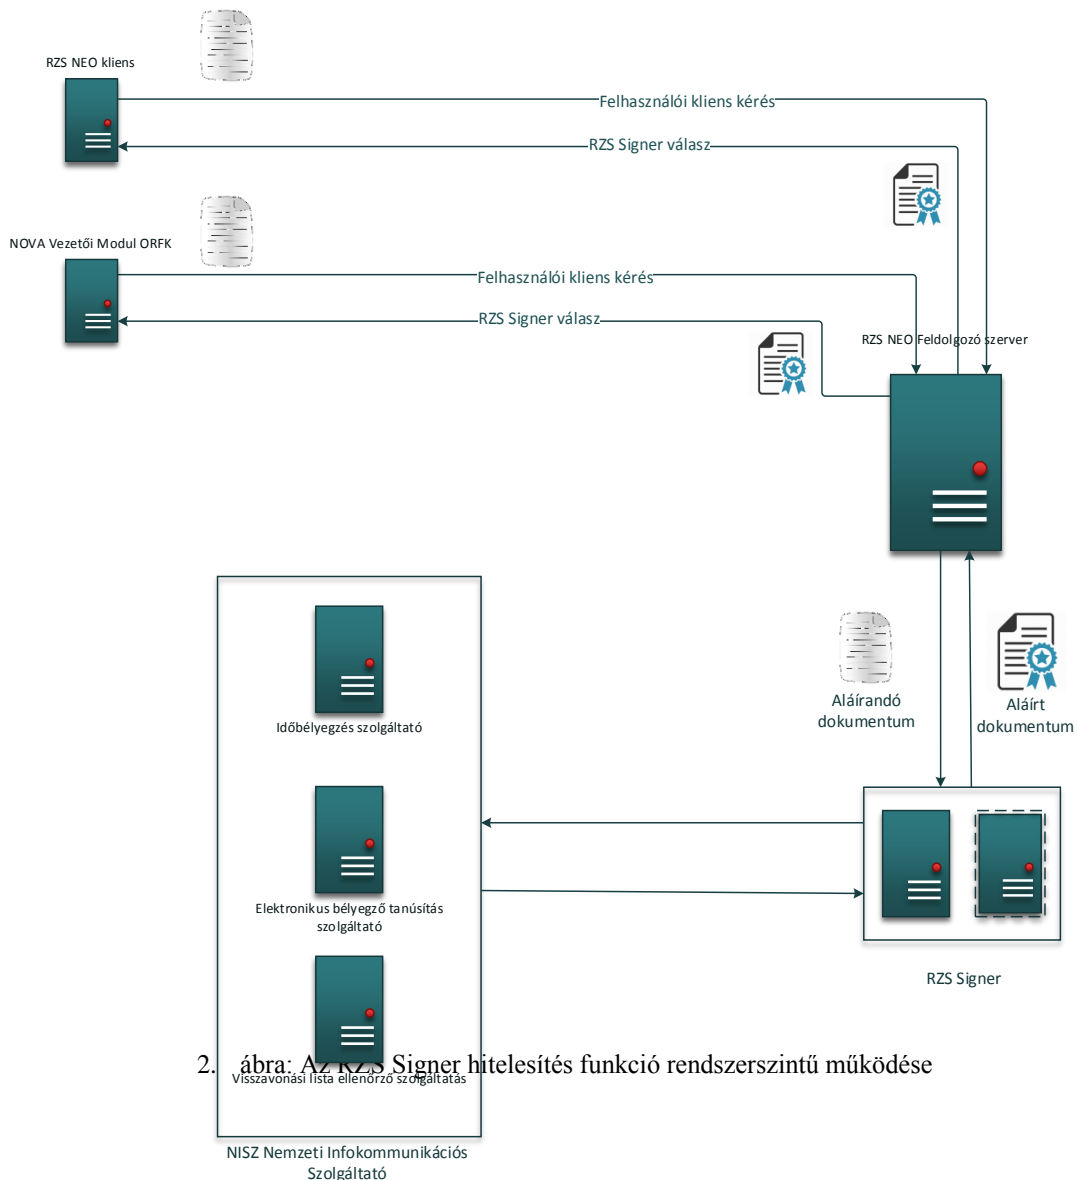 RZS NEO kliens
Felhasználói kliens kérés
RZS Signer válasz
NOVA Vezetői Modul ORFK
Felhasználói kliens kérés
RZS Signer válasz
RZS NEO Feldolgozó szerver
Aláírandó
dokumentum
Aláírt
dokumentum
Időbélyegzés szolgáltató
Elektronikus bélyegző tanúsítás
szolgáltató
RZS Signer
2. ábra: Az RZS Signer hitelesítés funkció rendszerszintű működése
Visszavonási lista ellenőrző szolgáltatás
NISZ Nemzeti Infokommunikációs
Szolgáltató